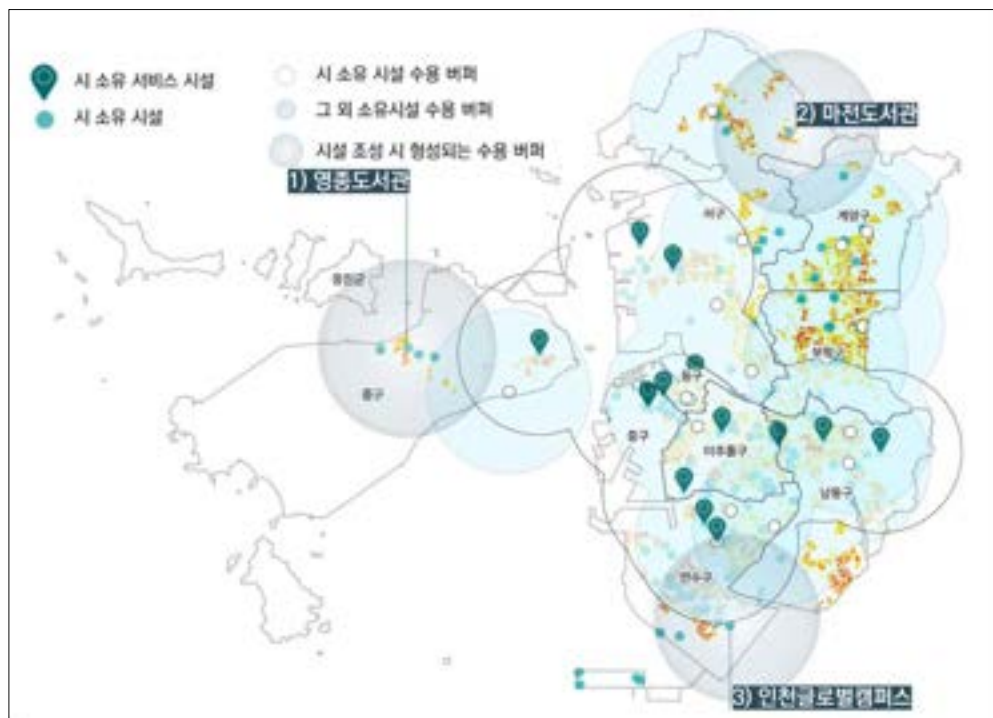 시 소유 서비스 시설
시 소유 시설
시 소유 시설 수용 버퍼
그 외 소유시설 수용 버퍼
시설 조성 시 형성되는 수용 버퍼
1) 영종도서관
2) 마전도서관
서구
계양구
옹진군
부평구
중구
동구
중구
미추홀구
남동구
연수구
3) 인천글로벌캠퍼스